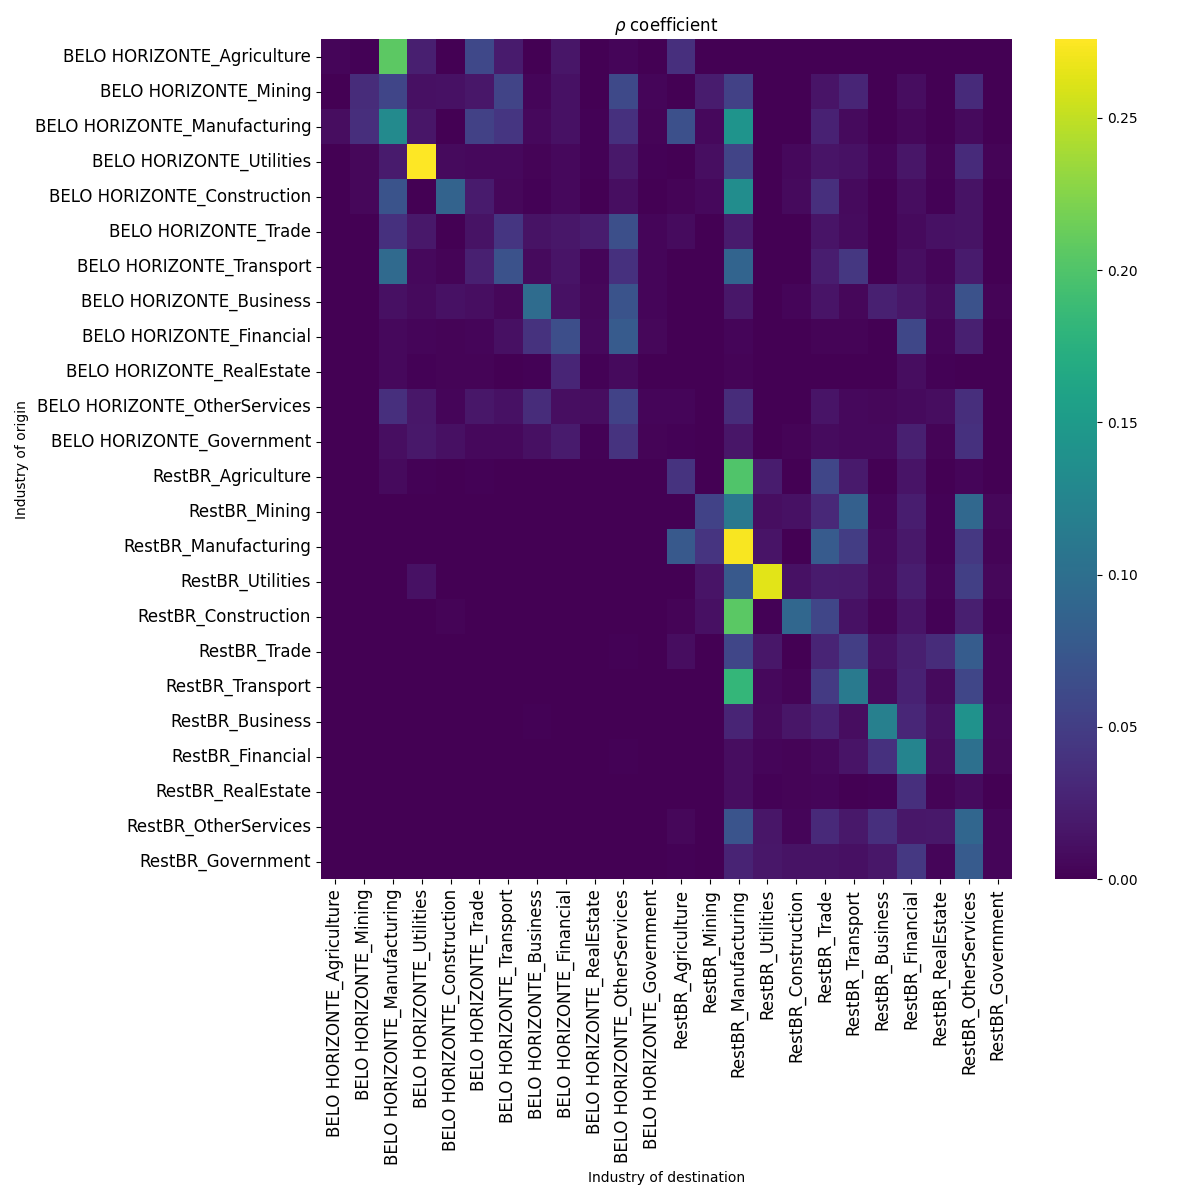 ρ coefficient
BELO HORIZONTE_Agriculture
BELO HORIZONTE_Mining
BELO HORIZONTE_Manufacturing
BELO HORIZONTE_Utilities
BELO HORIZONTE_Construction
BELO HORIZONTE_Trade
BELO HORIZONTE_Transport
BELO HORIZONTE_Business
BELO HORIZONTE_Financial
BELO HORIZONTE_RealEstate
BELO HORIZONTE_OtherServices
BELO HORIZONTE_Government
RestBR_Agriculture
RestBR_Mining
RestBR_Manufacturing
RestBR_Utilities
RestBR_Construction
RestBR_Trade
RestBR_Transport
RestBR_Business
RestBR_Financial
RestBR_RealEstate
RestBR_OtherServices
RestBR_Government
Industry of origin
BELO HORIZONTE_Agriculture
BELO HORIZONTE_Mining
BELO HORIZONTE_Manufacturing
BELO HORIZONTE_Utilities
BELO HORIZONTE_Construction
BELO HORIZONTE_Trade
BELO HORIZONTE_Transport
BELO HORIZONTE_Business
BELO HORIZONTE_Financial
BELO HORIZONTE_RealEstate
BELO HORIZONTE_OtherServices
BELO HORIZONTE_Government
RestBR_Agriculture
RestBR_Mining
RestBR_Manufacturing
RestBR_Utilities
RestBR_Construction
RestBR_Trade
RestBR_Transport
RestBR_Business
RestBR_Financial
RestBR_RealEstate
RestBR_OtherServices
RestBR_Government
Industry of destination
0.25
0.20
0.15
0.10
0.05
0.00